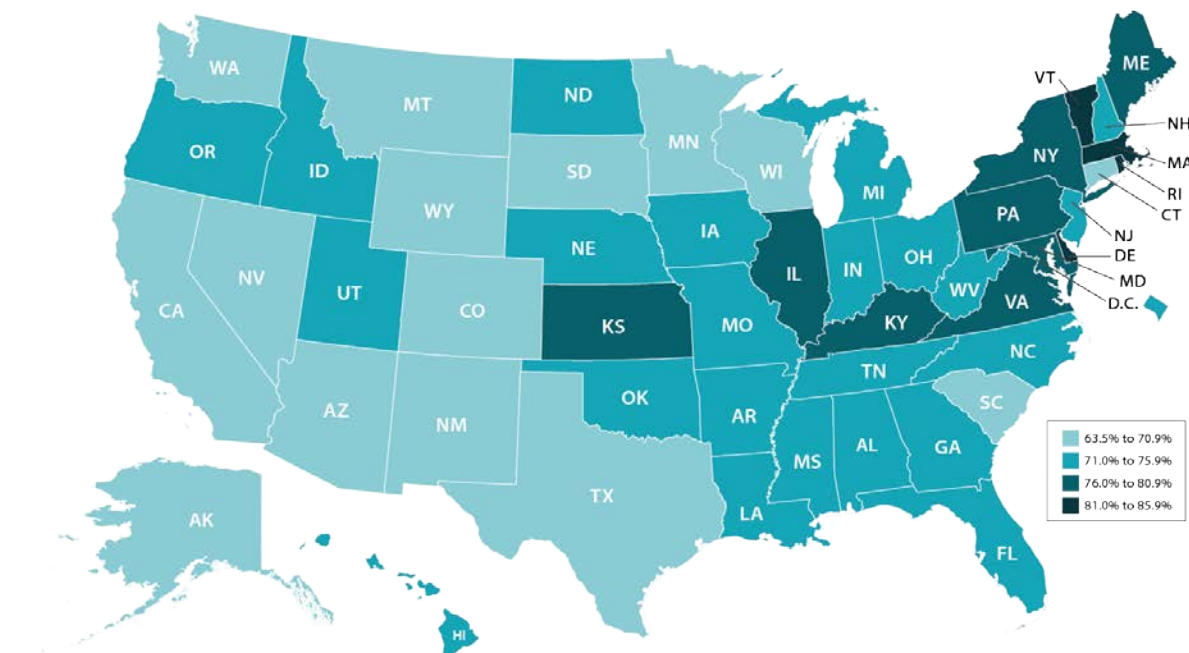 WA
MT
ND
MN
VT
ME
OR
ID
SD
WI
NY
NH
MA
RI
CT
WY
MI
PA
NE
IA
NJ
DE
MD
D.C.
NV
UT
CO
IL
IN
OH
WV
VA
CA
KS
MO
KY
NC
AZ
NM
OK
AR
TN
SC
MS
AL
GA
TX
LA
FL
AK
HI
63.5% to 70.9%
71.0% to 75.9%
76.0% to 80.9%
81.0% to 85.9%